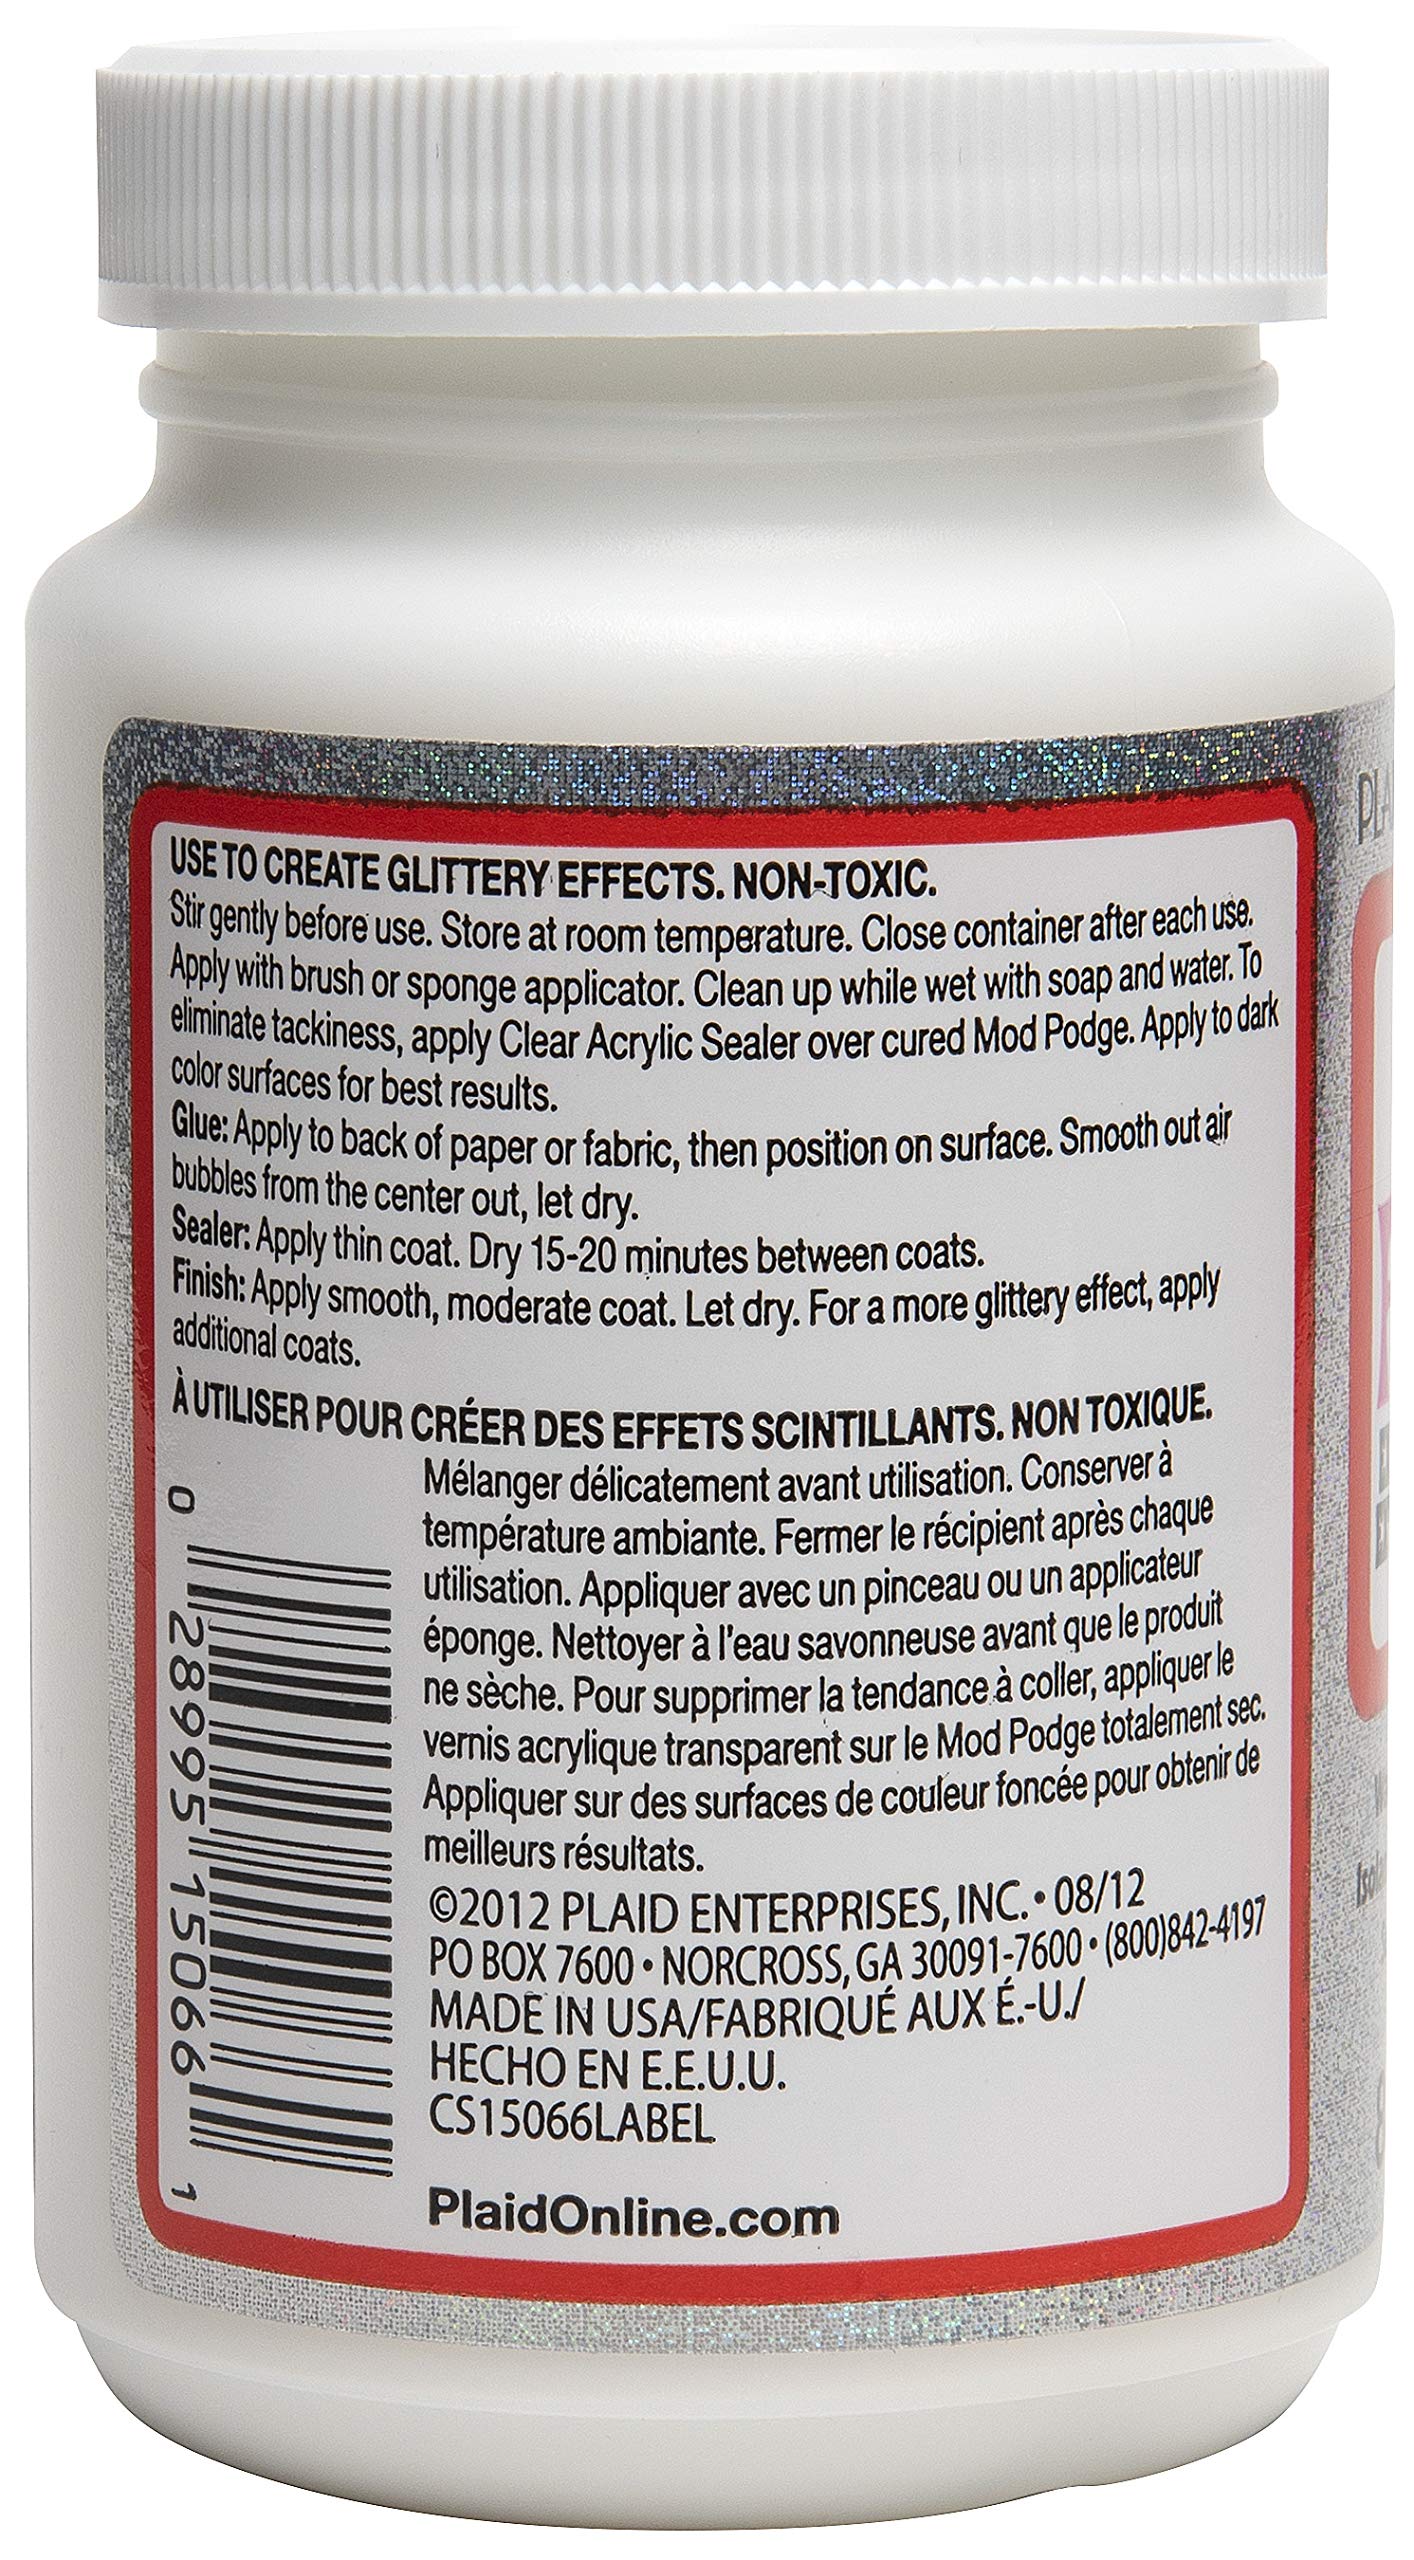 USE TO CREATE GLITTERY EFFECTS. NON-TOXIC.
Stir gently before use. Store at room temperature. Close container after each use.
Apply with brush or sponge applicator. Clean up while wet with soap and water. To
eliminate tackiness, apply Clear Acrylic Sealer over cured Mod Podge. Apply to dark
color surfaces for best results.
Glue: Apply to back of paper or fabric, then position on surface. Smooth out air
bubbles from the center out, let dry.
Sealer: Apply thin coat. Dry 15-20 minutes between coats.
Finish: Apply smooth, moderate coat. Let dry. For a more glittery effect, apply
additional coats.
À UTILISER POUR CRÉER DES EFFETS SCINTILLANTS. NON TOXIQUE.
Mélanger délicatement avant utilisation. Conserver à
température ambiante. Fermer le récipient après chaque
utilisation. Appliquer avec un pinceau ou un applicateur
éponge. Nettoyer à l'eau savonneuse avant que le produit
ne sèche. Pour supprimer la tendance à coller, appliquer le
vernis acrylique transparent sur le Mod Podge totalement sec.
Appliquer sur des surfaces de couleur foncée pour obtenir de
meilleurs résultats.
©2012 PLAID ENTERPRISES, INC. • 08/12
PO BOX 7600 • NORCROSS, GA 30091-7600 • (800)842-4197
MADE IN USA/FABRIQUÉ AUX É.-U./
HECHO EN E.E.U.U.
CS15066LABEL
PlaidOnline.com
0 28995 15066 1